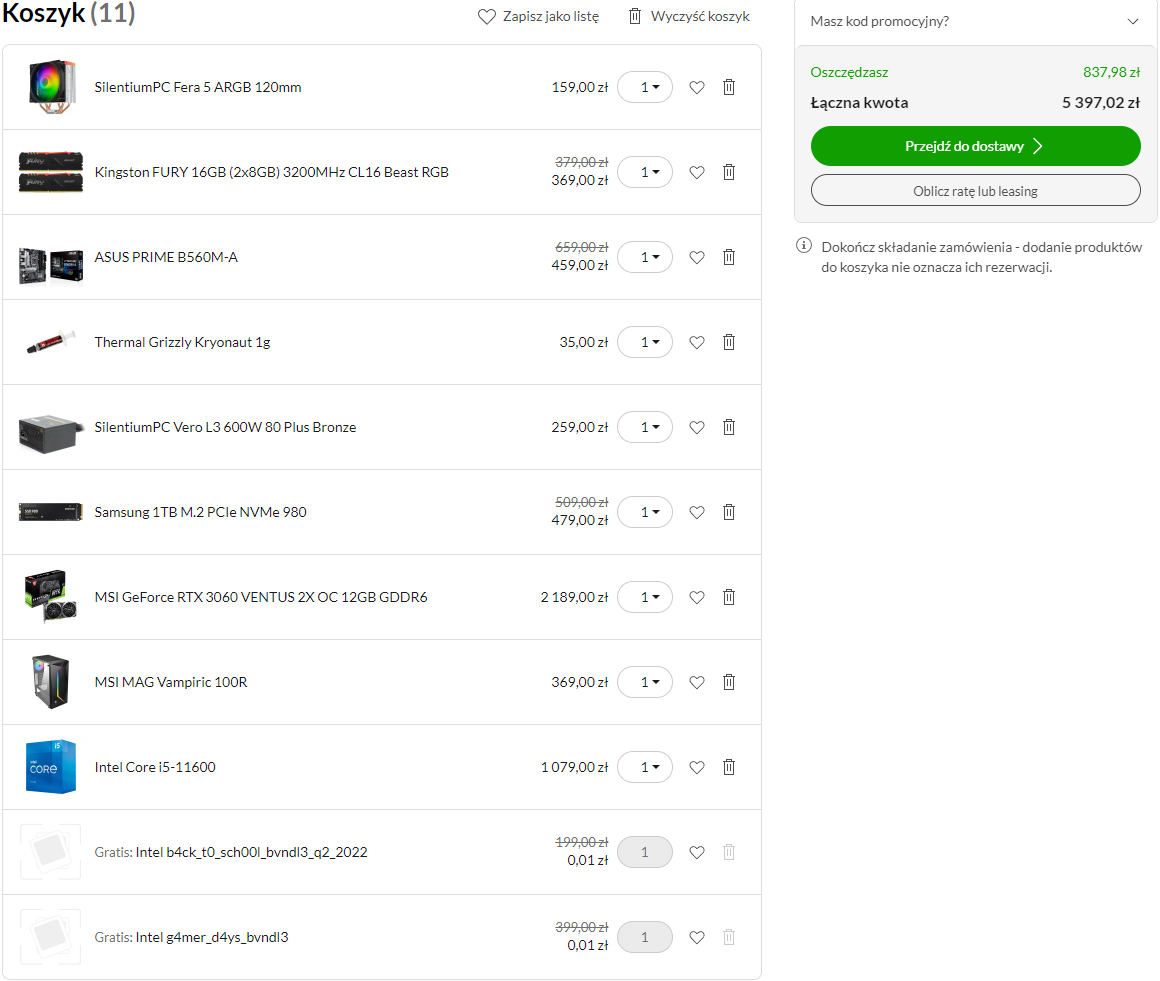 Koszyk (11)
Zapisz jako listę
Wyczyść koszyk
SilentiumPC Fera 5 ARGB 120mm
159,00 zł
1
Kingston FURY 16GB (2x8GB) 3200MHz CL16 Beast RGB
379,00 zł
369,00 zł
1
ASUS PRIME B560M-A
659,00 zł
459,00 zł
1
Thermal Grizzly Kryonaut 1g
35,00 zł
1
SilentiumPC Vero L3 600W 80 Plus Bronze
259,00 zł
1
Samsung 1TB M.2 PCIe NVMe 980
509,00 zł
479,00 zł
1
MSI GeForce RTX 3060 VENTUS 2X OC 12GB GDDR6
2 189,00 zł
1
MSI MAG Vampiric 100R
369,00 zł
1
intel
CORE
i5
Intel Core i5-11600
1 079,00 zł
1
Gratis: Intel b4ck_t0_sch00l_bvndl3_q2_2022
199,00 zł
0,01 zł
1
Gratis: Intel g4mer_d4ys_bvndl3
399,00 zł
0,01 zł
1
Masz kod promocyjny?
Oszczędzasz
837,98 zł
Łączna kwota
5 397,02 zł
Przejdź do dostawy
Oblicz ratę lub leasing
Dokończ składanie zamówienia - dodanie produktów
do koszyka nie oznacza ich rezerwacji.